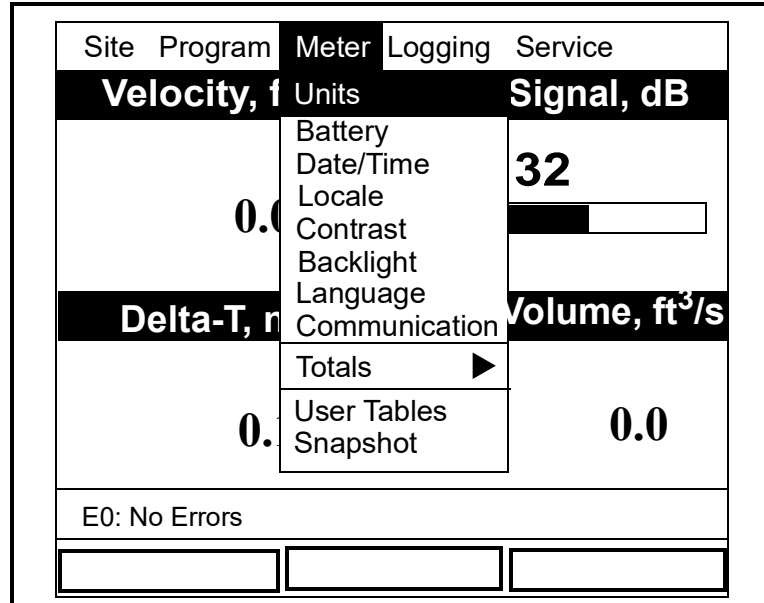 Site Program Meter Logging Service
Velocity, f Units Signal, dB
Battery
Date/Time
32
Locale
0.0
Contrast
Backlight
Language
Delta-T, Communication Volume, ft³/s
Totals ▶
User Tables
0. 0.0
Snapshot
E0: No Errors